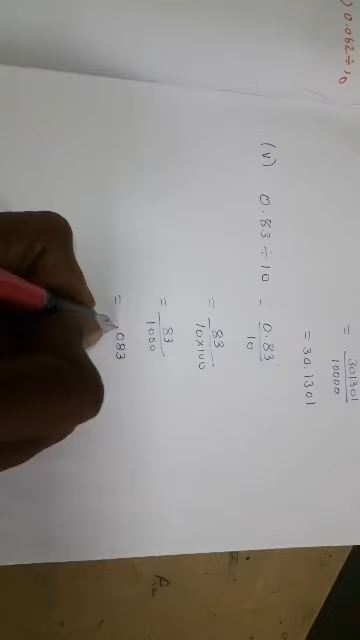 ) 0.062 ÷ 10
= 301301 / 10000
= 30.1301
(v) 0.83 ÷ 10 = 0.83 / 10
= 83 / 10×100
= 83 / 1000
= 083